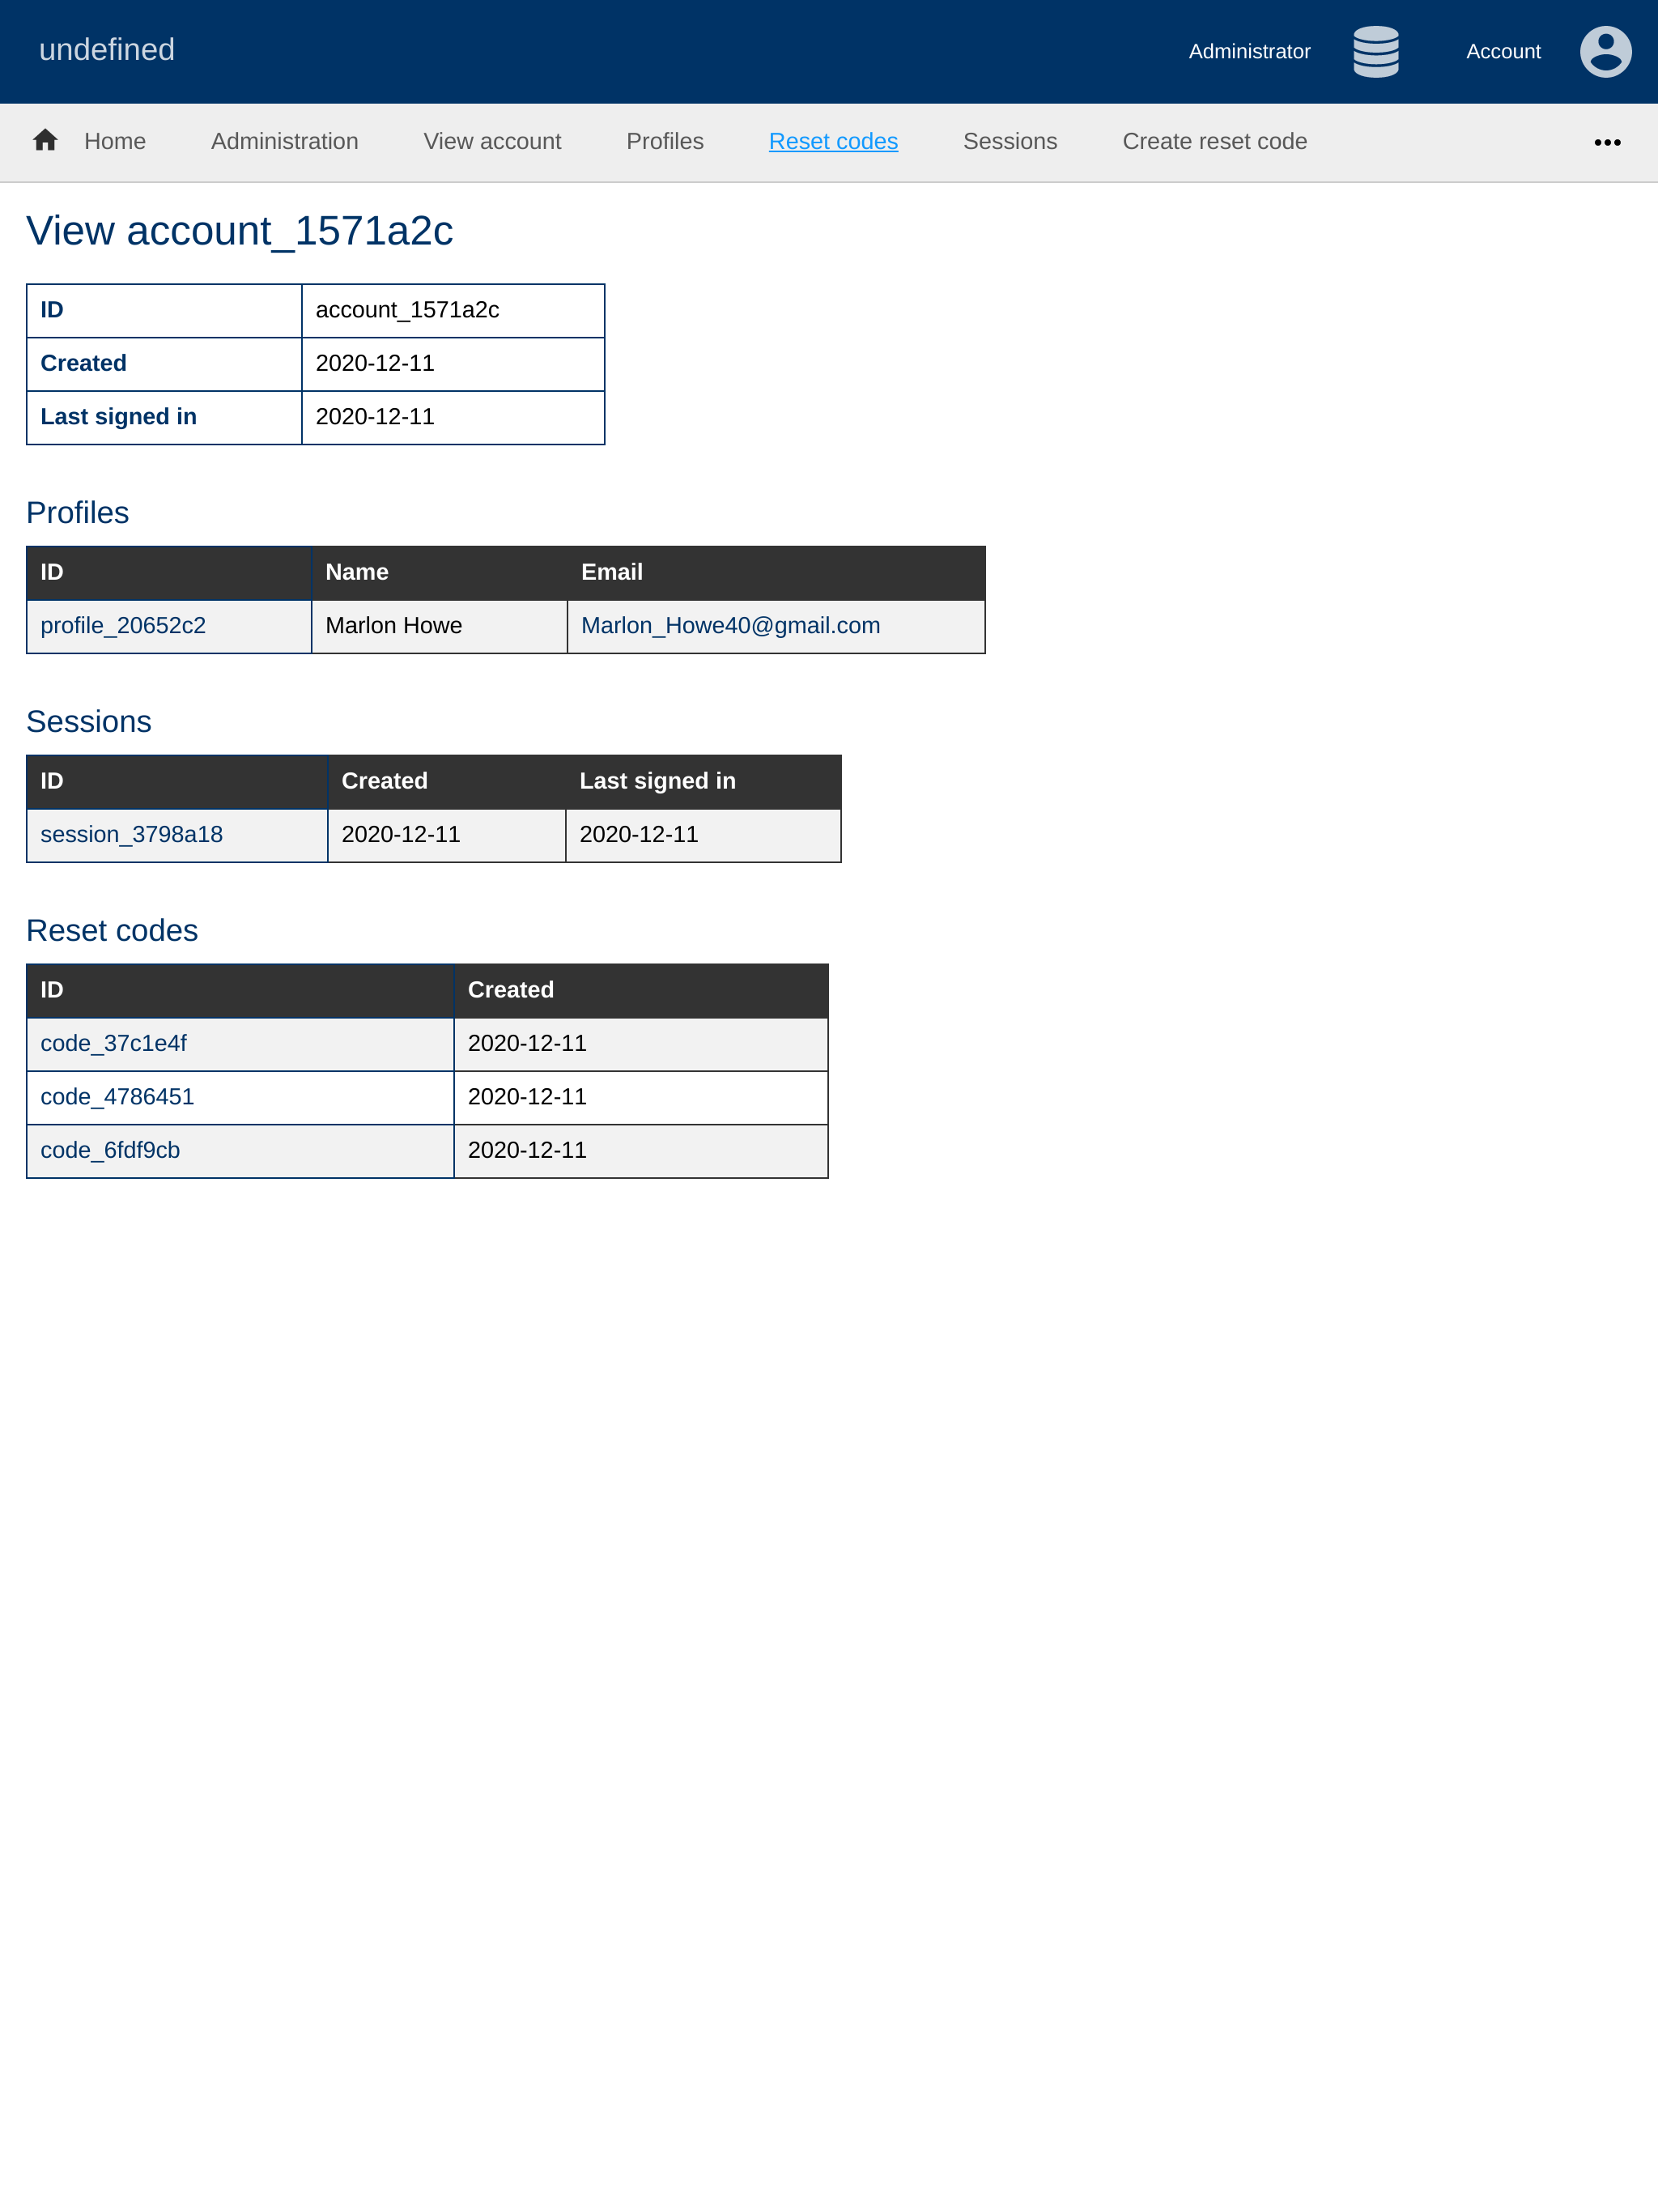 undefined
Administrator Account
Home Administration View account Profiles Reset codes Sessions Create reset code
View account_1571a2c
ID account_1571a2c
Created 2020-12-11
Last signed in 2020-12-11
Profiles
ID Name Email
profile_20652c2 Marlon Howe Marlon_Howe40@gmail.com
Sessions
ID Created Last signed in
session_3798a18 2020-12-11 2020-12-11
Reset codes
ID Created
code_37c1e4f 2020-12-11
code_4786451 2020-12-11
code_6fdf9cb 2020-12-11